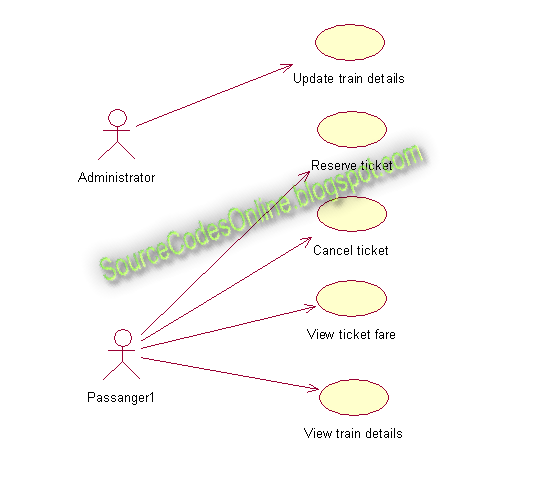 Update train details
Administrator
Reserve ticket
SourceCodesOnline.blogspot.com
Cancel ticket
View ticket fare
Passanger1
View train details